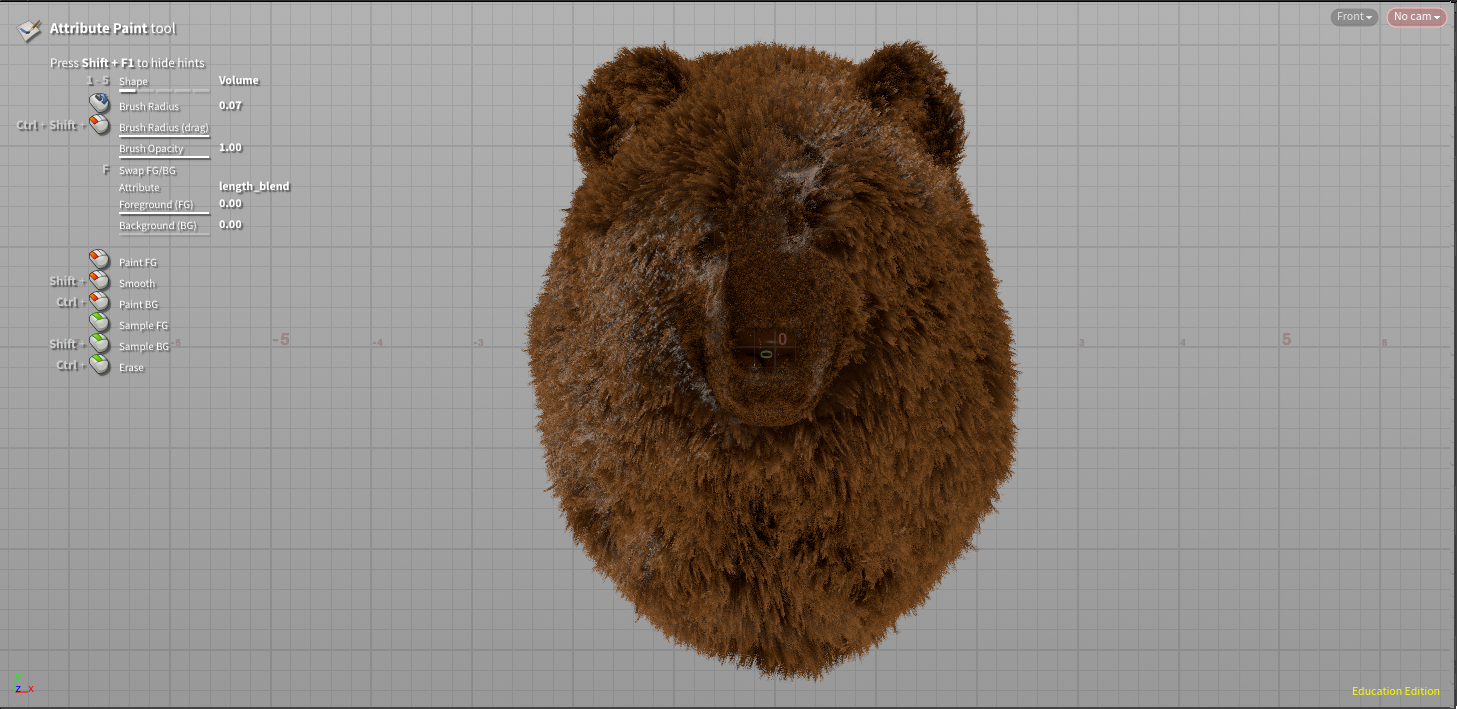 Attribute Paint tool
Front
No cam
Press Shift + F1 to hide hints
1 - 5 Shape Volume
Brush Radius 0.07
Ctrl + Shift + Brush Radius (drag)
Brush Opacity 1.00
F Swap FG/BG
Attribute length_blend
Foreground (FG) 0.00
Background (BG) 0.00
Paint FG
Shift + Smooth
Ctrl + Paint BG
Sample FG
Shift + Sample BG
Ctrl + Erase
-6 -5 -4 -3 -0 3 4 5 6
Y
Z X
Education Edition